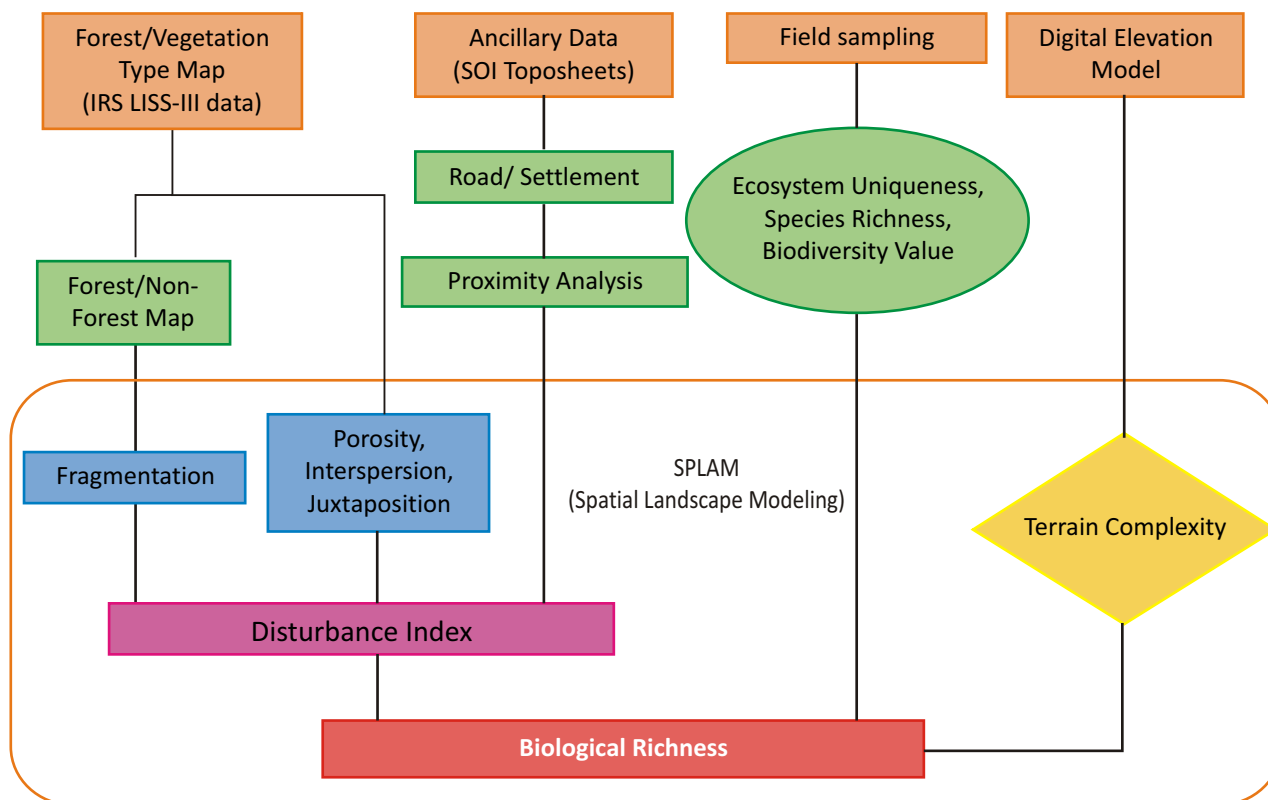 Forest/Vegetation
Type Map
(IRS LISS-III data)
Ancillary Data
(SOI Toposheets)
Field sampling
Digital Elevation
Model
Road/ Settlement
Ecosystem Uniqueness,
Species Richness,
Biodiversity Value
Forest/Non-
Forest Map
Proximity Analysis
Fragmentation
Porosity,
Interspersion,
Juxtaposition
SPLAM
(Spatial Landscape Modeling)
Terrain Complexity
Disturbance Index
Biological Richness